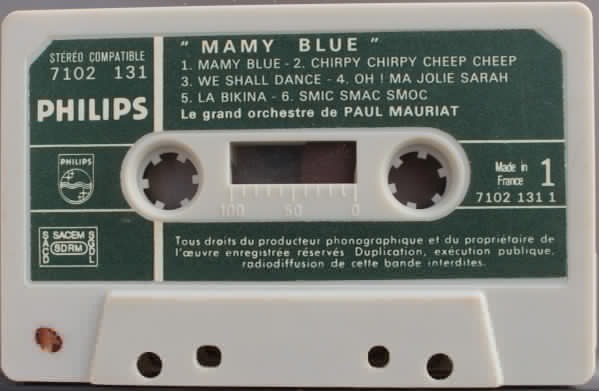 STÉRÉO COMPATIBLE
7102 131
PHILIPS
" MAMY BLUE "
1. MAMY BLUE - 2. CHIRPY CHIRPY CHEEP CHEEP
3. WE SHALL DANCE - 4. OH ! MA JOLIE SARAH
5. LA BIKINA - 6. SMIC SMAC SMOC
Le grand orchestre de PAUL MAURIAT
PHILIPS
100 50 0
Made in
France
1
7102 131 1
SACD
SACEM
SDRM
SGDL
Tous droits du producteur phonographique et du propriétaire de
l'œuvre enregistrée réservés Duplication, exécution publique,
radiodiffusion de cette bande interdites.